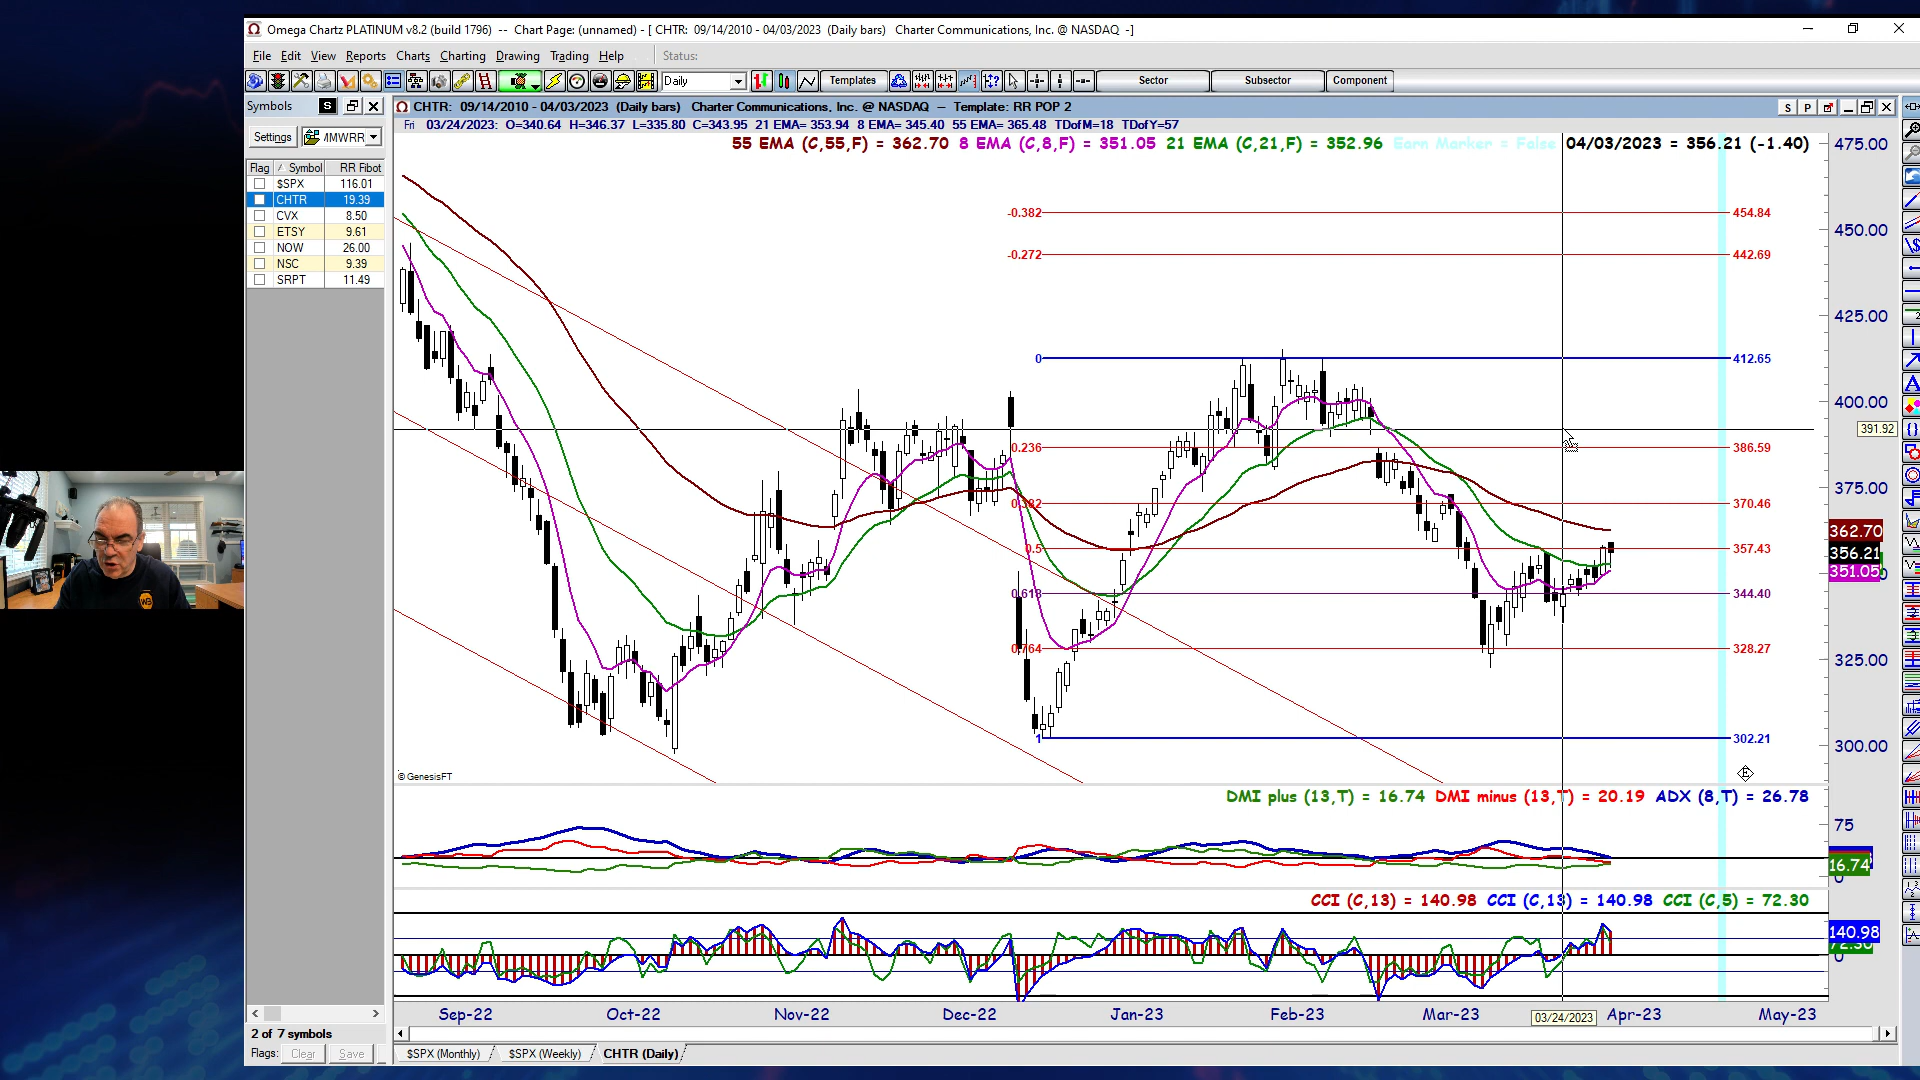 Omega Chartz PLATINUM v8.2 (build 1796) -- Chart Page: (unnamed) - [ CHTR: 09/14/2010 - 04/03/2023 (Daily bars) Charter Communications, Inc. @ NASDAQ -]
File Edit View Reports Charts Charting Drawing Trading Help Status:
Daily Templates Sector Subsector Component
Symbols S
CHTR: 09/14/2010 - 04/03/2023 (Daily bars) Charter Communications, Inc. @ NASDAQ -- Template: RR POP 2 S P
Fri 03/24/2023: O=340.64 H=346.37 L=335.80 C=343.95 21 EMA= 353.94 8 EMA= 345.40 55 EMA= 365.48 TDofM=18 TDofY=57
Settings
55 EMA (C,55,F) = 362.70 8 EMA (C,8,F) = 351.05 21 EMA (C,21,F) = 352.96 Earn Marker = False 04/03/2023 = 356.21 (-1.40)
Flag Symbol RR Fibot
$SPX 116.01
CHTR 19.39
CVX 8.50
ETSY 9.61
NOW 26.00
NSC 9.39
SRPT 11.49
475.00
450.00
425.00
400.00
391.92
375.00
362.70
356.21
351.05
325.00
300.00
-0.382 454.84
-0.272 442.69
0 412.65
0.236 386.59
0.382 370.46
0.5 357.43
0.618 344.40
0.764 328.27
1 302.21
© GenesisFT
E
DMI plus (13,T) = 16.74 DMI minus (13,T) = 20.19 ADX (8,T) = 26.78
75
16.74
0
CCI (C,13) = 140.98 CCI (C,13) = 140.98 CCI (C,5) = 72.30
140.98
72.30
0
Sep-22 Oct-22 Nov-22 Dec-22 Jan-23 Feb-23 Mar-23 03/24/2023 Apr-23 May-23
2 of 7 symbols
Flags: Clear Save
$SPX (Monthly) $SPX (Weekly) CHTR (Daily)
WB